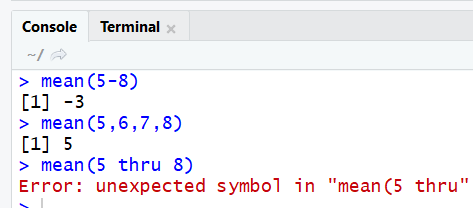 Console Terminal ×
~/
> mean(5-8)
[1] -3
> mean(5,6,7,8)
[1] 5
> mean(5 thru 8)
Error: unexpected symbol in "mean(5 thru"
>